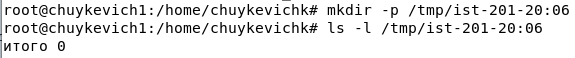 root@chuykevich1:/home/chuykevichk# mkdir -p /tmp/ist-201-20:06
root@chuykevich1:/home/chuykevichk# ls -l /tmp/ist-201-20:06
итого 0